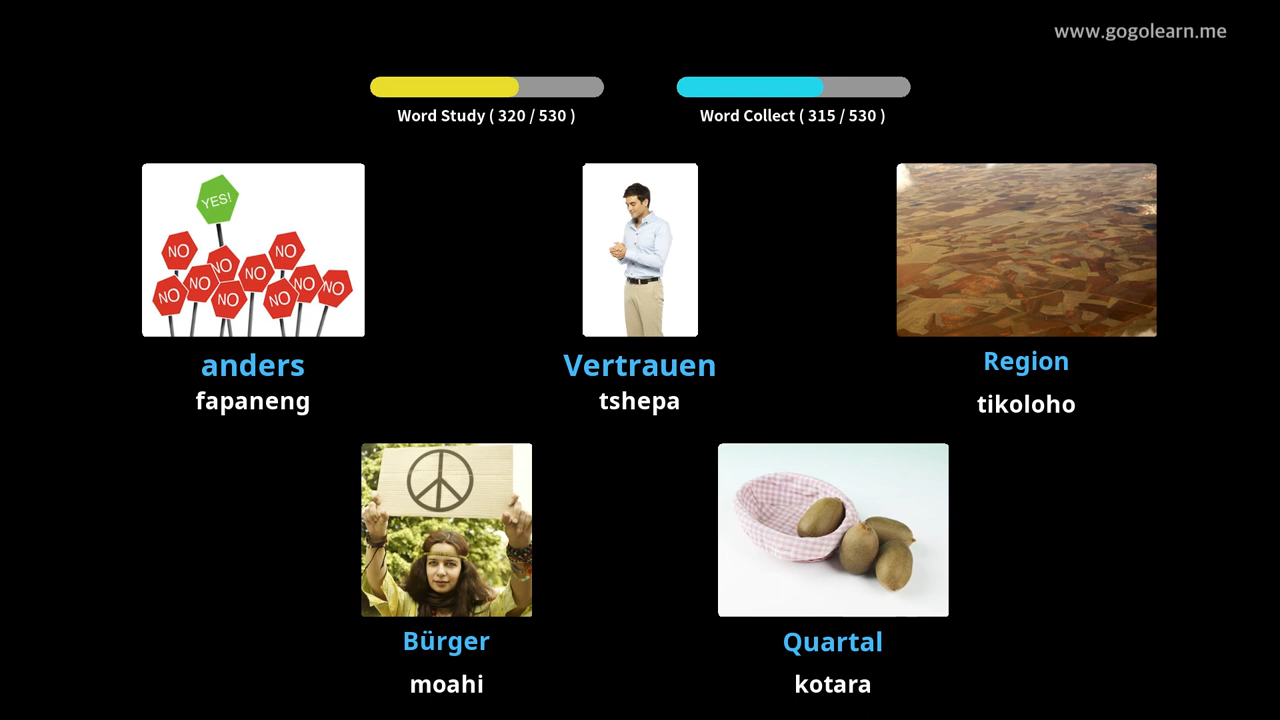 www.gogolearn.me
Word Study ( 320 / 530 )
Word Collect ( 315 / 530 )
YES!
NO
NO
NO
NO
NO
NO
NO
NO
NO
NO
anders
fapaneng
Vertrauen
tshepa
Region
tikoloho
Bürger
moahi
Quartal
kotara